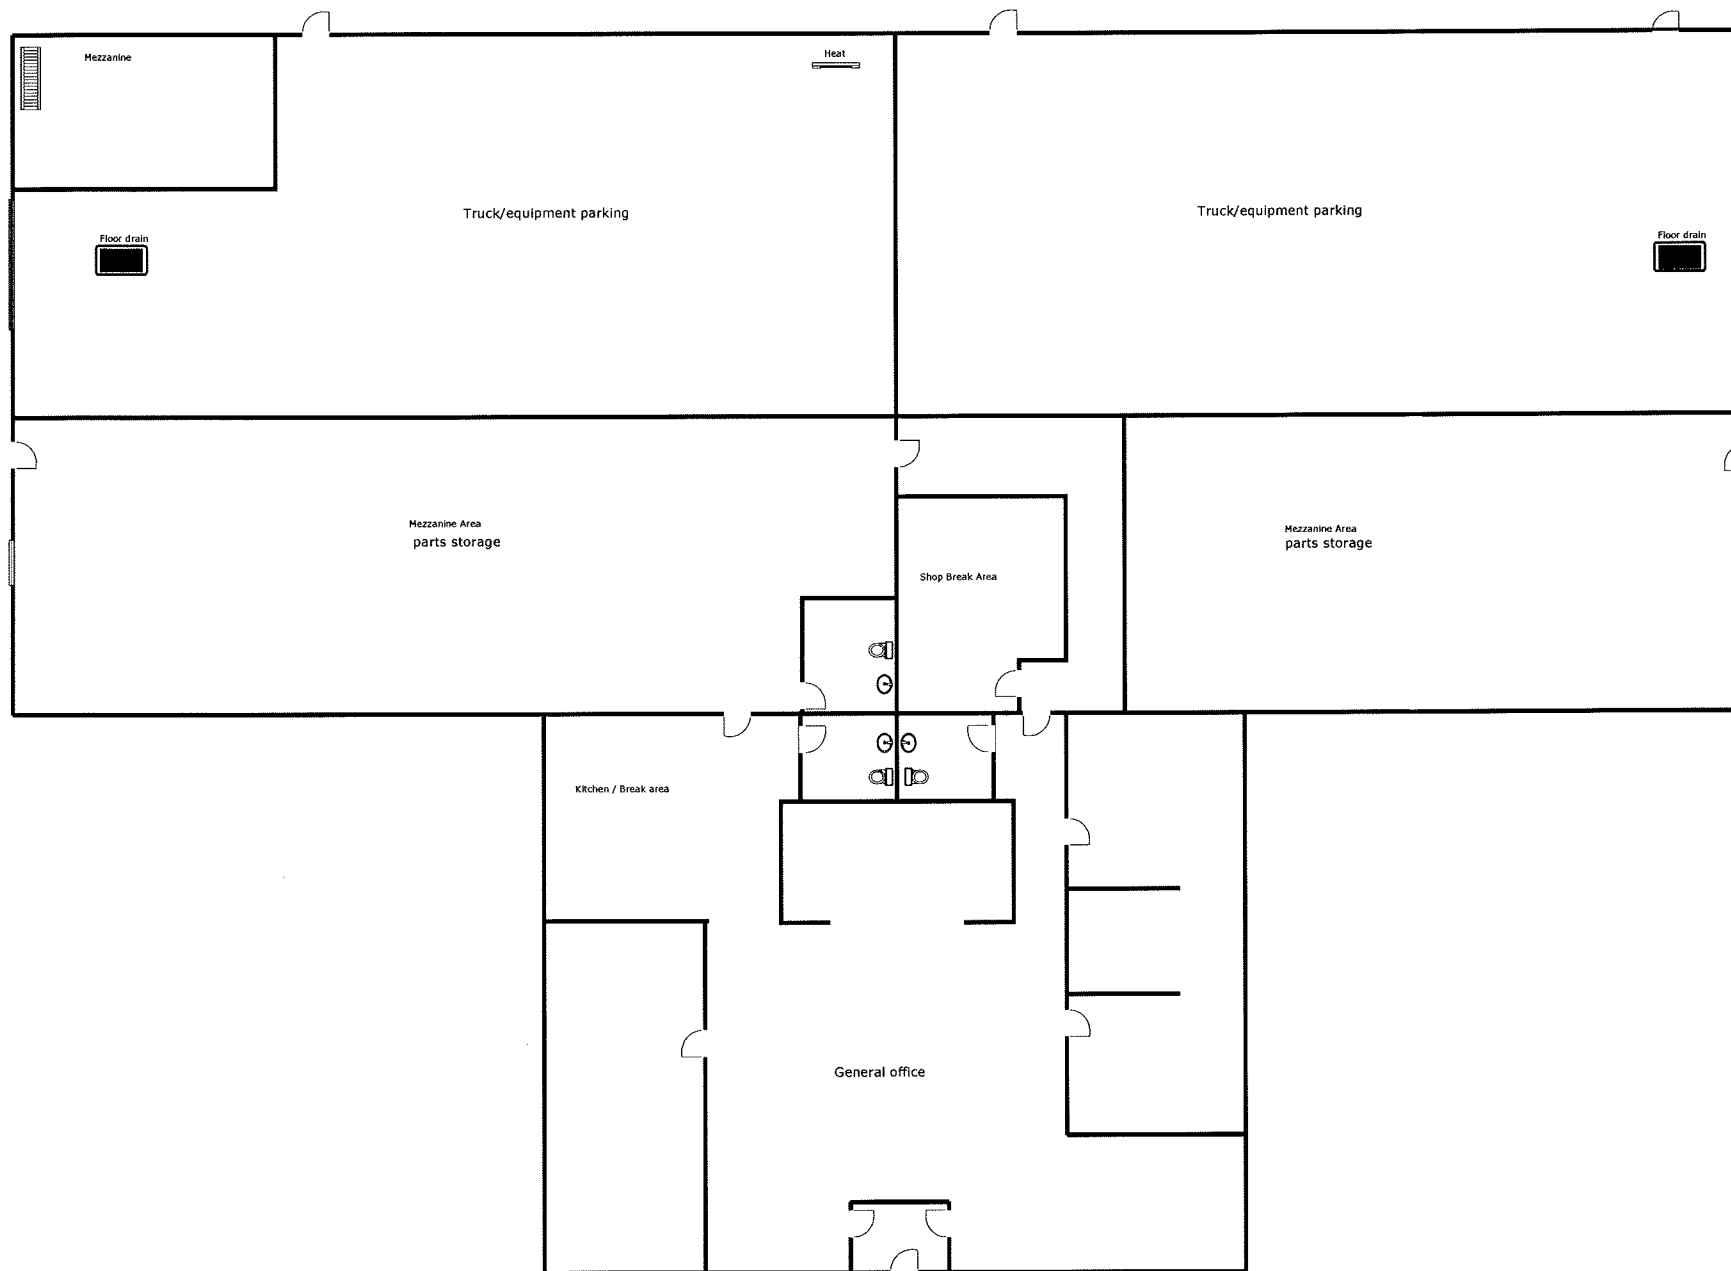 Mezzanine
Heat
Truck/equipment parking
Truck/equipment parking
Floor drain
Floor drain
Mezzanine Area
parts storage
Mezzanine Area
parts storage
Shop Break Area
Kitchen / Break area
General office